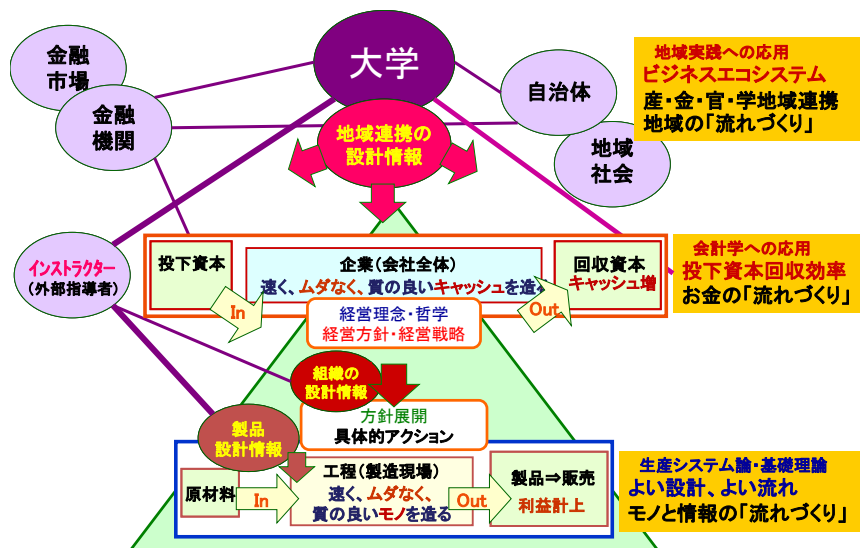 金融
市場
金融
機関
大学
地域連携の
設計情報
自治体
地域
社会
地域実践への応用
ビジネスエコシステム
産・金・官・学地域連携
地域の「流れづくり」
インストラクター
(外部指導者)
投下資本
In
企業(会社全体)
速く、ムダなく、質の良いキャッシュを造る
経営理念・哲学
経営方針・経営戦略
回収資本
キャッシュ増
Out
会計学への応用
投下資本回収効率
お金の「流れづくり」
組織の
設計情報
方針展開
具体的アクション
製品
設計情報
原材料
In
工程(製造現場)
速く、ムダなく、
質の良いモノを造る
Out
製品⇒販売
利益計上
生産システム論・基礎理論
よい設計、よい流れ
モノと情報の「流れづくり」